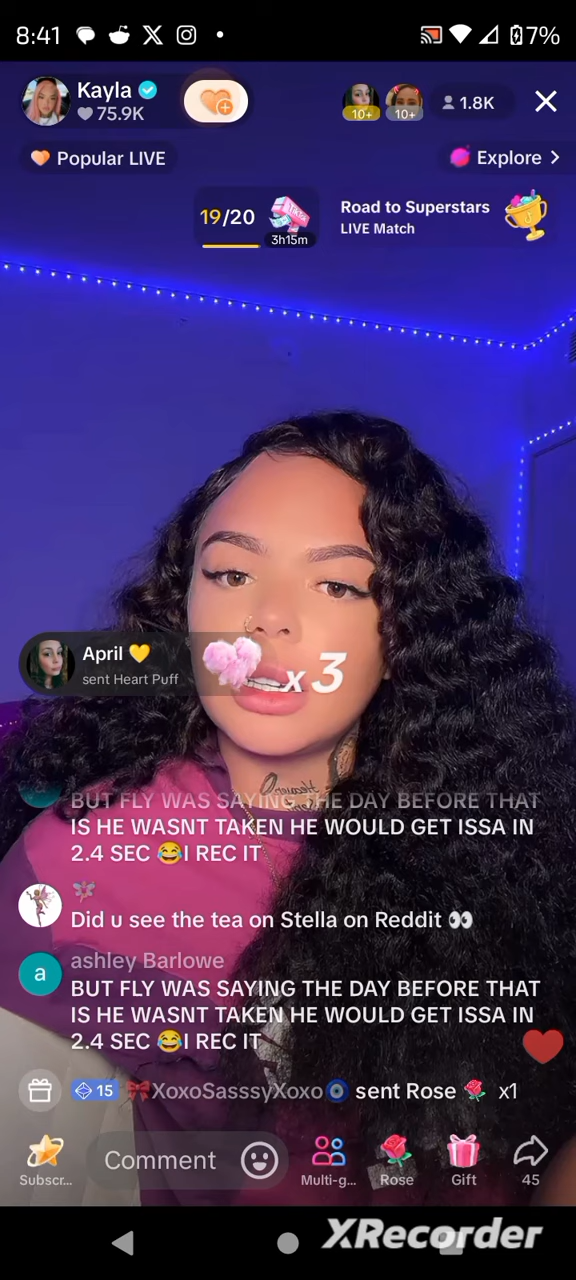 8:41
7%
Kayla
75.9K
10+
10+
1.8K
Popular LIVE
Explore
19/20
3h15m
Road to Superstars
LIVE Match
April
sent Heart Puff
x3
BUT FLY WAS SAYING THE DAY BEFORE THAT
IS HE WASNT TAKEN HE WOULD GET ISSA IN
2.4 SEC 😂I REC IT
Did u see the tea on Stella on Reddit 👀
ashley Barlowe
a
BUT FLY WAS SAYING THE DAY BEFORE THAT
IS HE WASNT TAKEN HE WOULD GET ISSA IN
2.4 SEC 😂I REC IT
15 🎀XoxoSasssyXoxo🧿 sent Rose 🌹 x1
Comment
Subscr...
Multi-g...
Rose
Gift
45
XRecorder